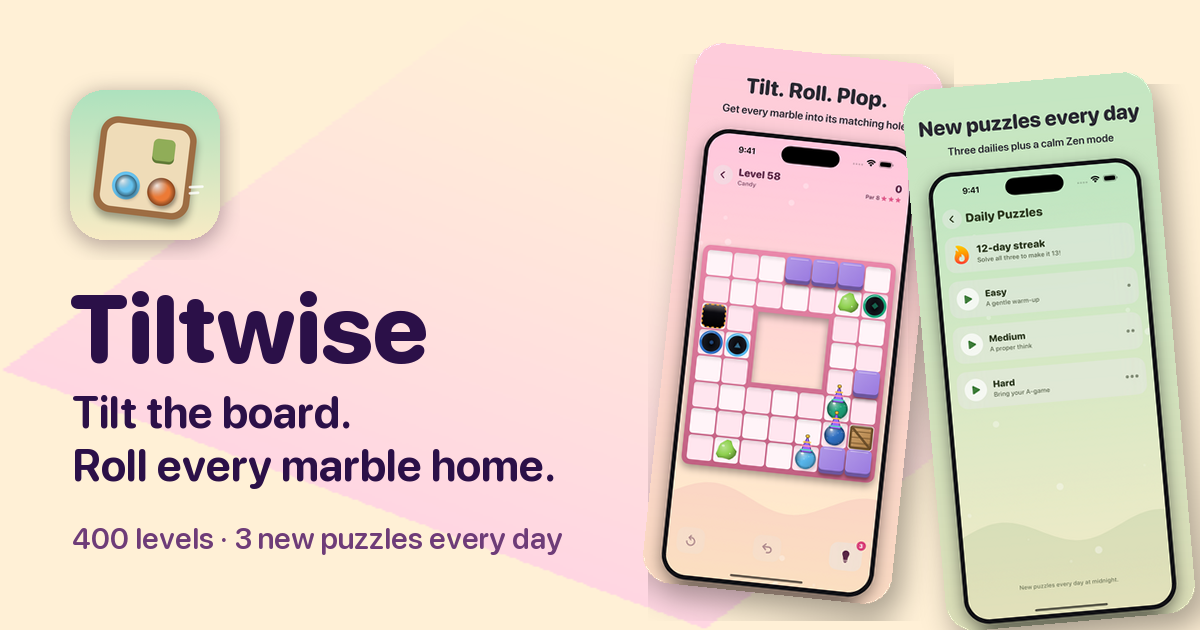 Tiltwise
Tilt the board.
Roll every marble home.
400 levels · 3 new puzzles every day
Tilt. Roll. Plop.
Get every marble into its matching hole
9:41
Level 58
Candy
0
Par 8 ★★★
3
New puzzles every day
Three dailies plus a calm Zen mode
9:41
Daily Puzzles
12-day streak
Solve all three to make it 13!
Easy
A gentle warm-up
Medium
A proper think
Hard
Bring your A-game
New puzzles every day at midnight.